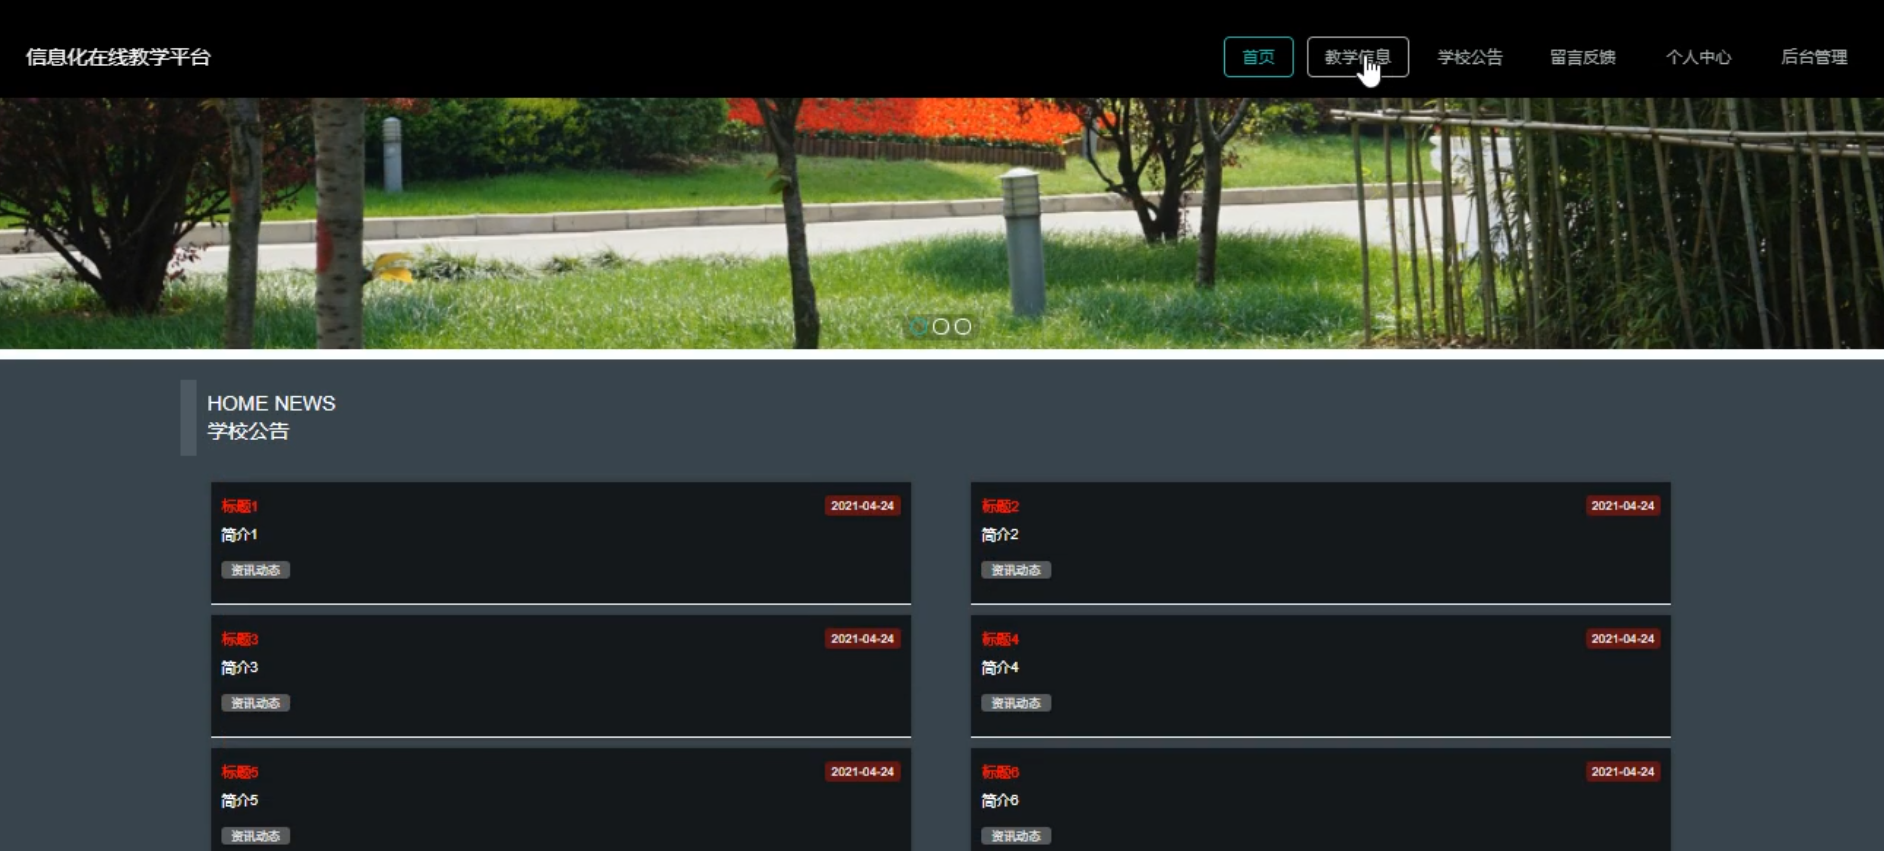 信息化在线教学平台
首页 教学信息 学校公告 留言反馈 个人中心 后台管理
HOME NEWS
学校公告
标题1 2021-04-24
简介1
资讯动态
标题2 2021-04-24
简介2
资讯动态
标题3 2021-04-24
简介3
资讯动态
标题4 2021-04-24
简介4
资讯动态
标题5 2021-04-24
简介5
资讯动态
标题6 2021-04-24
简介6
资讯动态